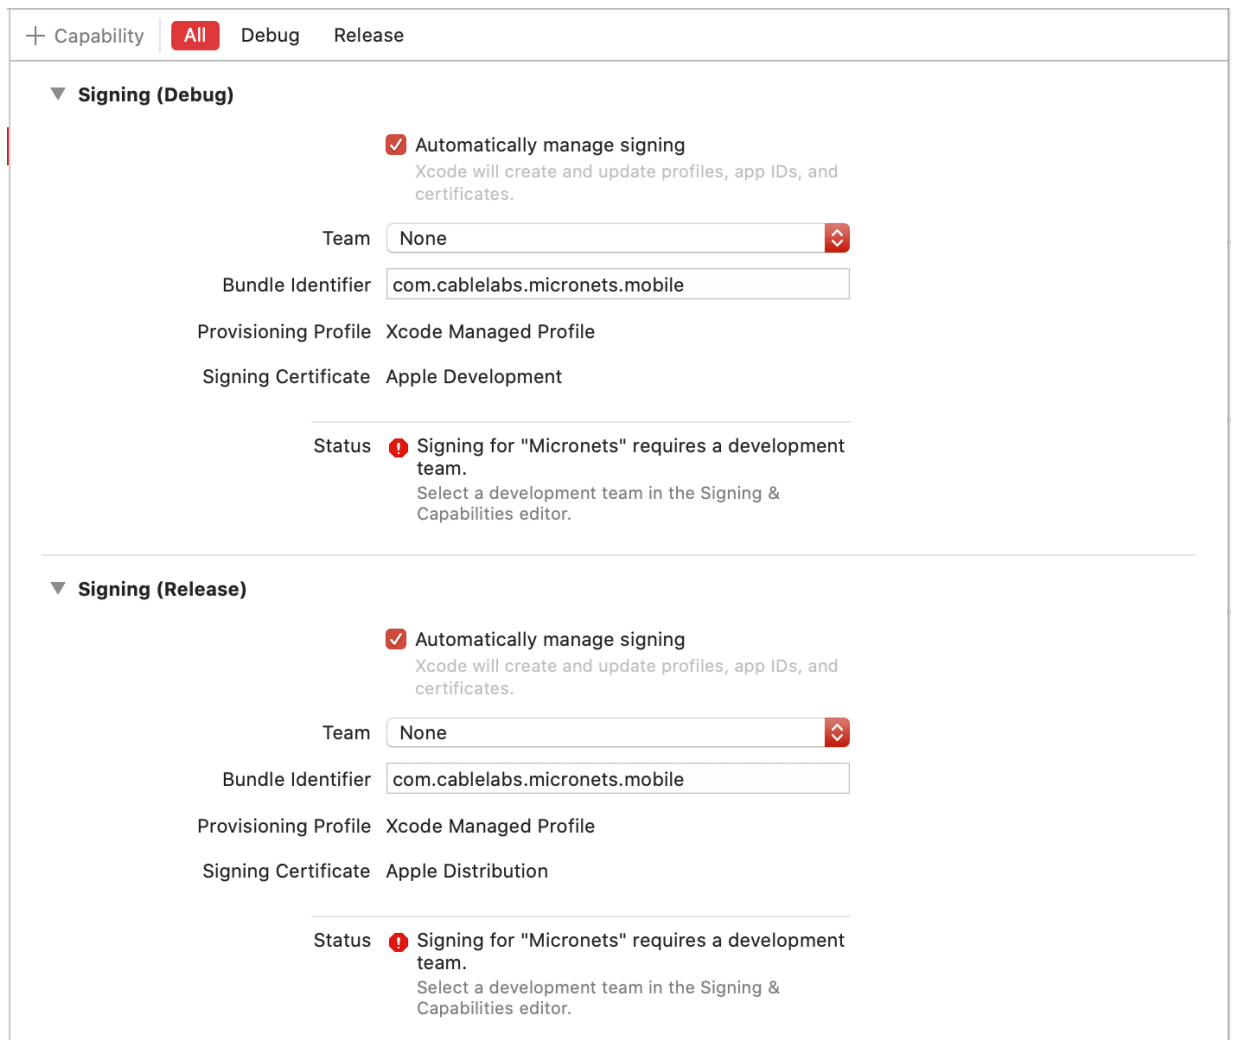 Capability All Debug Release
Signing (Debug)
Automatically manage signing
Xcode will create and update profiles, app IDs, and
certificates.
Team None
Bundle Identifier com.cablelabs.micronets.mobile
Provisioning Profile Xcode Managed Profile
Signing Certificate Apple Development
Status Signing for "Micronets" requires a development
team.
Select a development team in the Signing &
Capabilities editor.
Signing (Release)
Automatically manage signing
Xcode will create and update profiles, app IDs, and
certificates.
Team None
Bundle Identifier com.cablelabs.micronets.mobile
Provisioning Profile Xcode Managed Profile
Signing Certificate Apple Distribution
Status Signing for "Micronets" requires a development
team.
Select a development team in the Signing &
Capabilities editor.